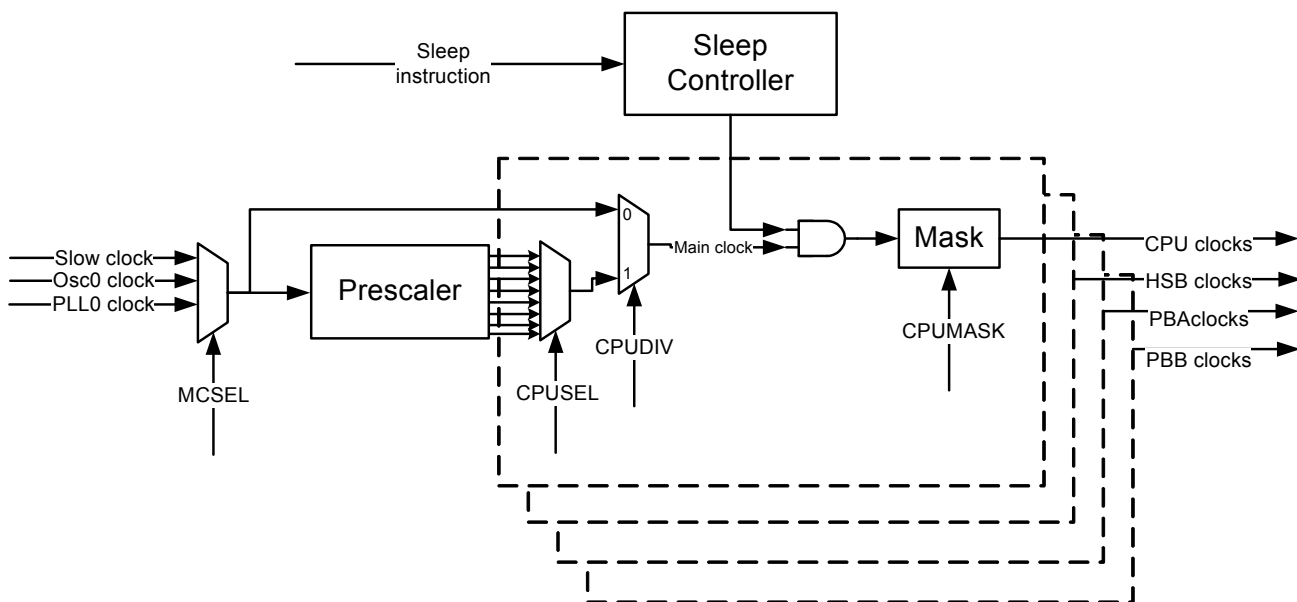 Sleep
Controller
Sleep
instruction
0
Slow clock
Osc0 clock
PLL0 clock
Prescaler
1
Main clock
Mask
CPU clocks
HSB clocks
PBAclocks
PBB clocks
MCSEL
CPUSEL
CPUDIV
CPUMASK